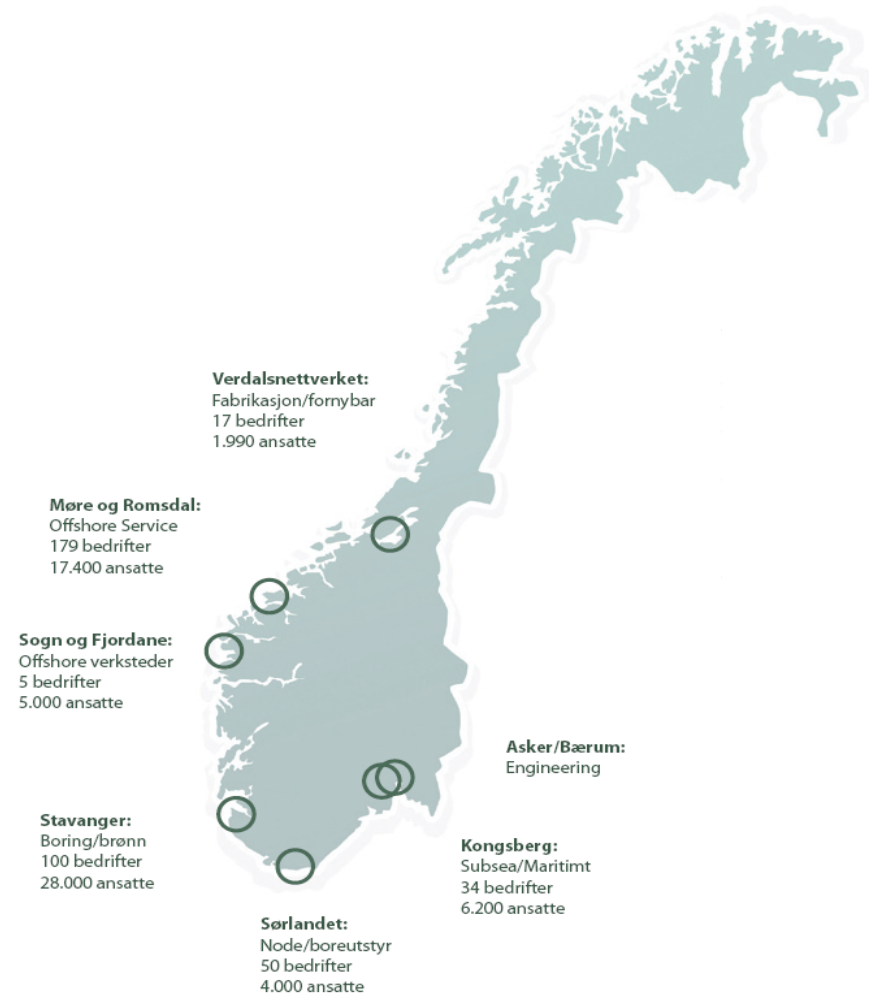 Verdalsnettverket:
Fabrikasjon/fornybar
17 bedrifter
1.990 ansatte
Møre og Romsdal:
Offshore Service
179 bedrifter
17.400 ansatte
Sogn og Fjordane:
Offshore verksteder
5 bedrifter
5.000 ansatte
Asker/Bærum:
Engineering
Stavanger:
Boring/brønn
100 bedrifter
28.000 ansatte
Kongsberg:
Subsea/Maritimt
34 bedrifter
6.200 ansatte
Sørlandet:
Node/boreutstyr
50 bedrifter
4.000 ansatte